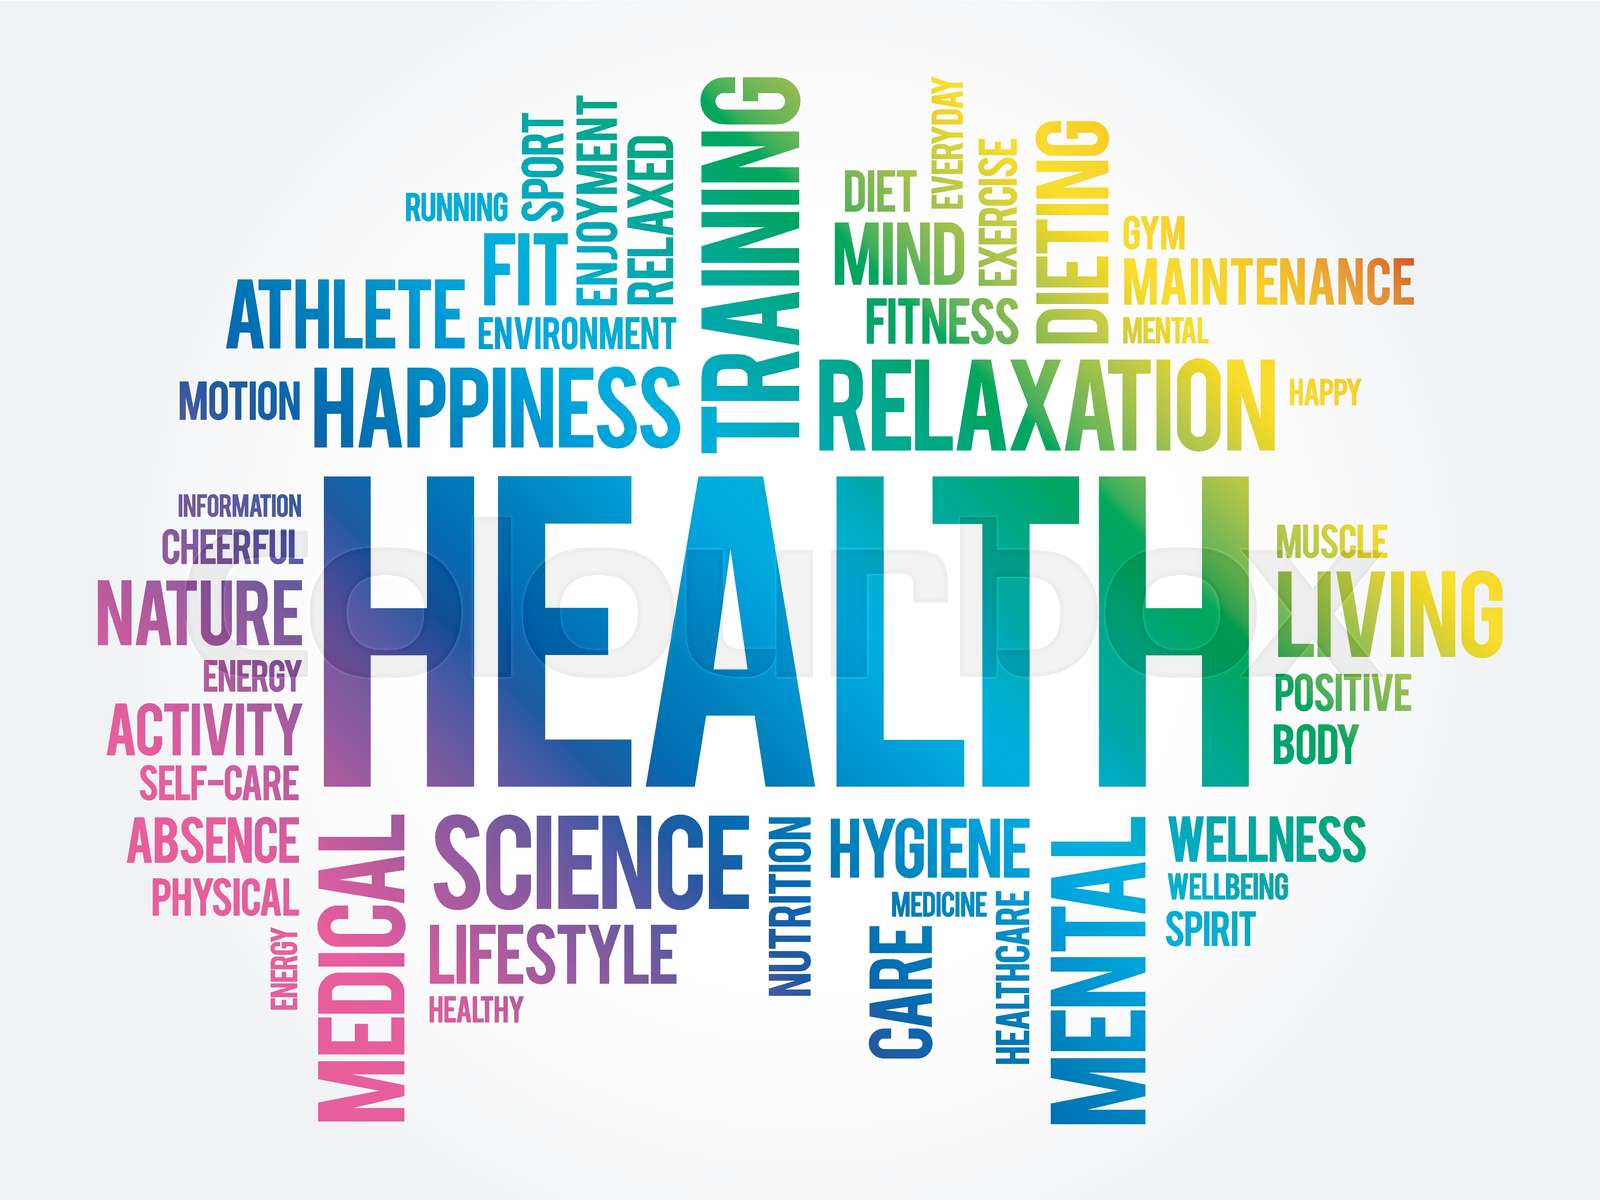 TRAINING
EVERYDAY
SPORT
ENJOYMENT
RELAXED
RUNNING
FIT
ATHLETE
ENVIRONMENT
MOTION
HAPPINESS
DIET
MIND
EXERCISE
DIETING
FITNESS
GYM
MAINTENANCE
MENTAL
RELAXATION
HAPPY
HEALTH
INFORMATION
CHEERFUL
NATURE
ENERGY
ACTIVITY
SELF-CARE
ABSENCE
PHYSICAL
ENERGY
MUSCLE
LIVING
POSITIVE
BODY
colourbox
MEDICAL
SCIENCE
LIFESTYLE
HEALTHY
NUTRITION
HYGIENE
MEDICINE
CARE
HEALTHCARE
MENTAL
WELLNESS
WELLBEING
SPIRIT